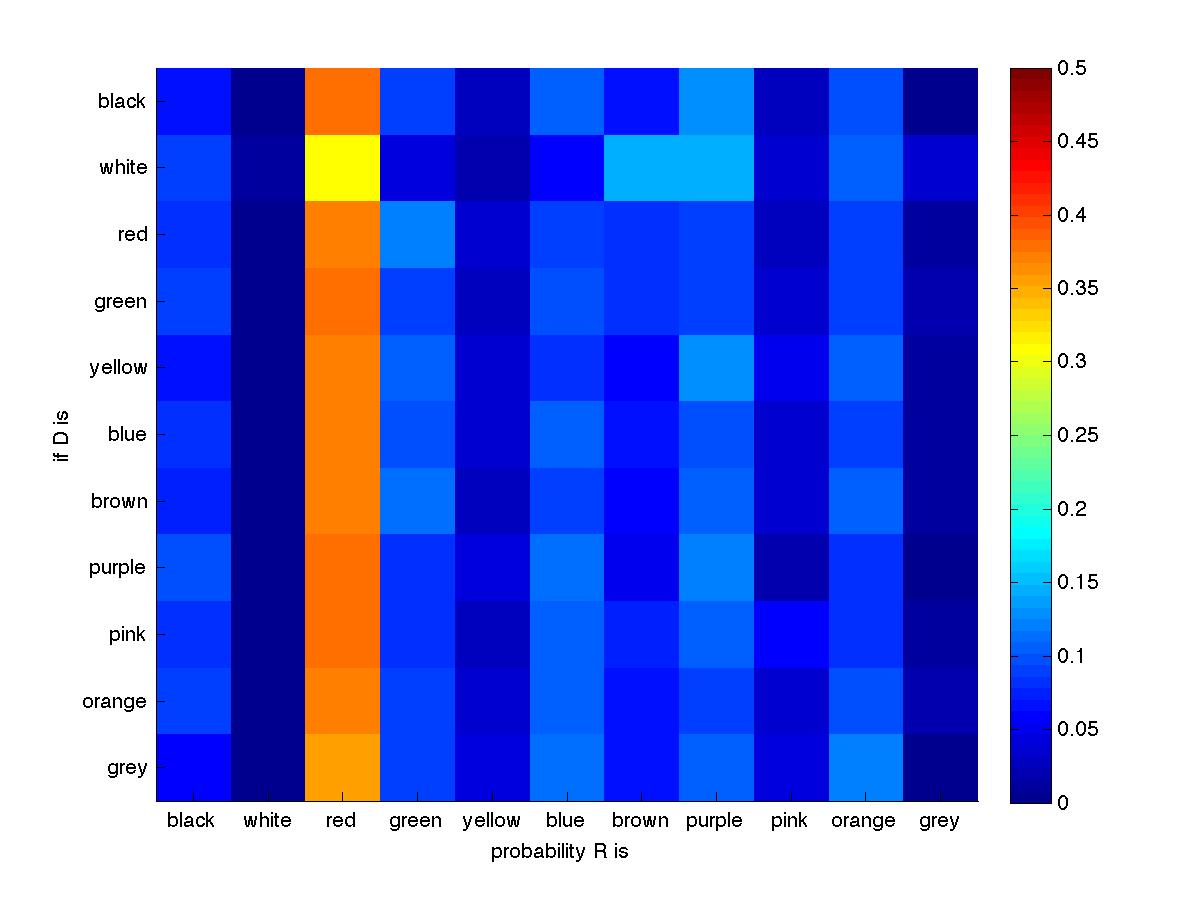 if D is
black
white
red
green
yellow
blue
brown
purple
pink
orange
grey
black white red green yellow blue brown purple pink orange grey
probability R is
0.5
0.45
0.4
0.35
0.3
0.25
0.2
0.15
0.1
0.05
0